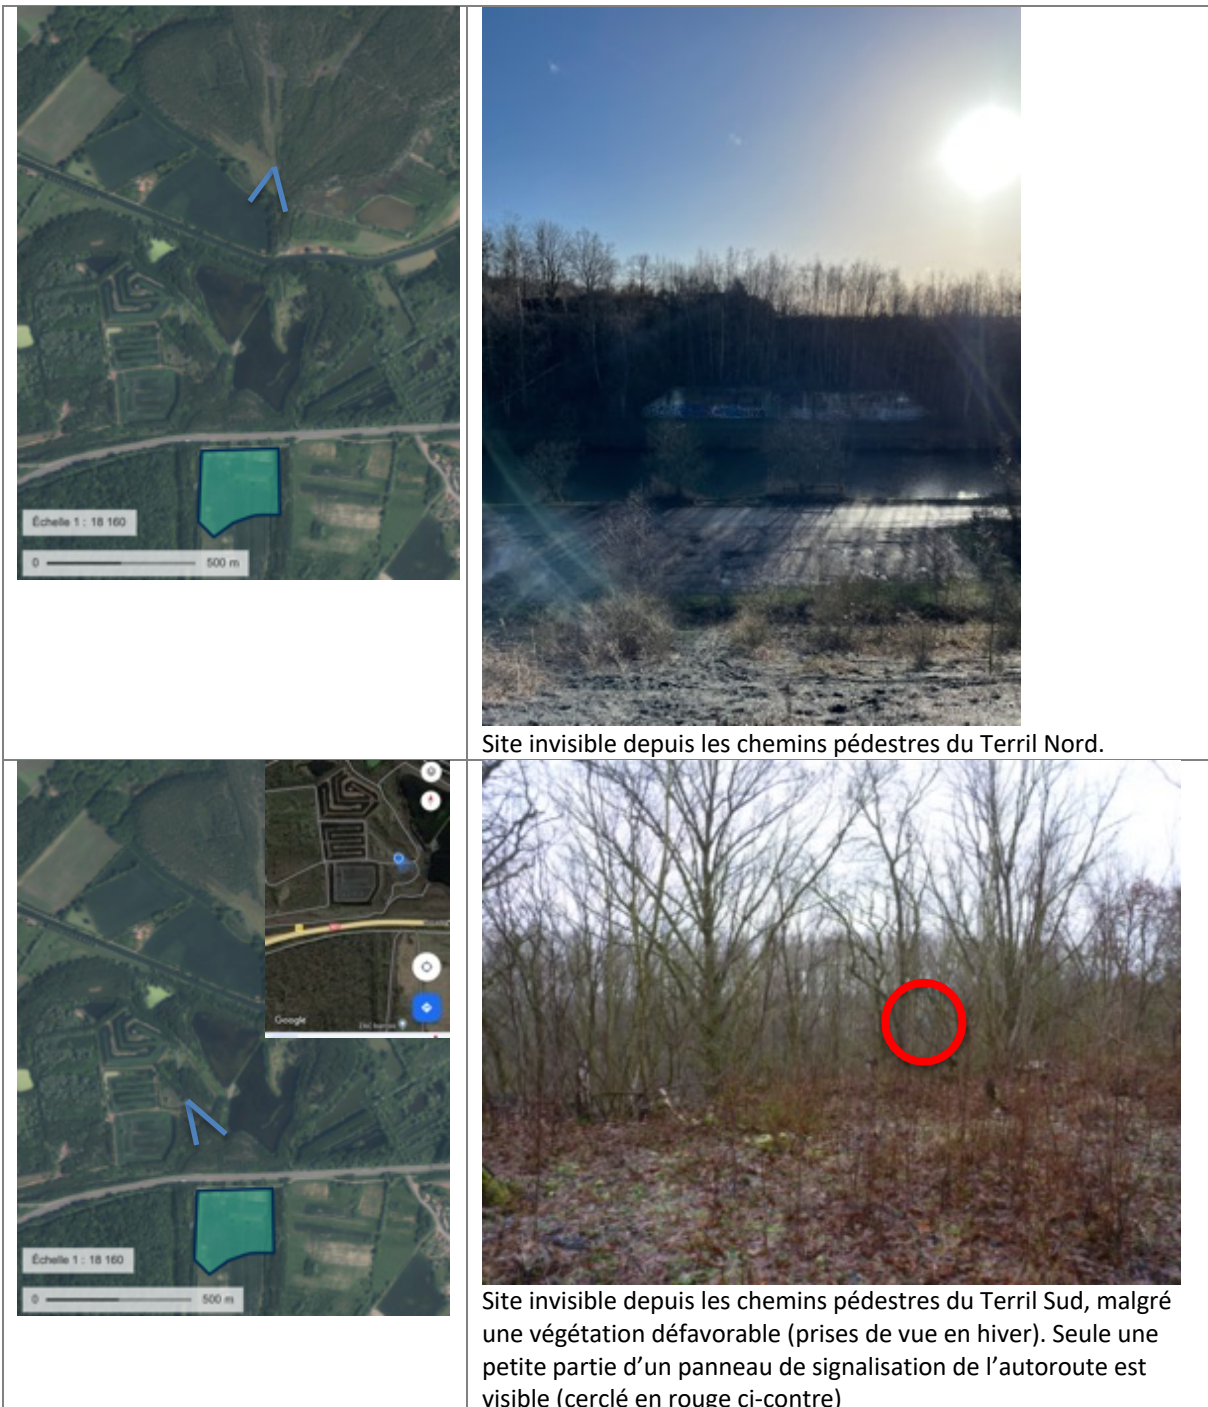 Échelle 1 : 18 160
0 500 m
Site invisible depuis les chemins pédestres du Terril Nord.
Google
Échelle 1 : 18 160
0 500 m
Site invisible depuis les chemins pédestres du Terril Sud, malgré
une végétation défavorable (prises de vue en hiver). Seule une
petite partie d’un panneau de signalisation de l’autoroute est
visible (cerclé en rouge ci-contre)